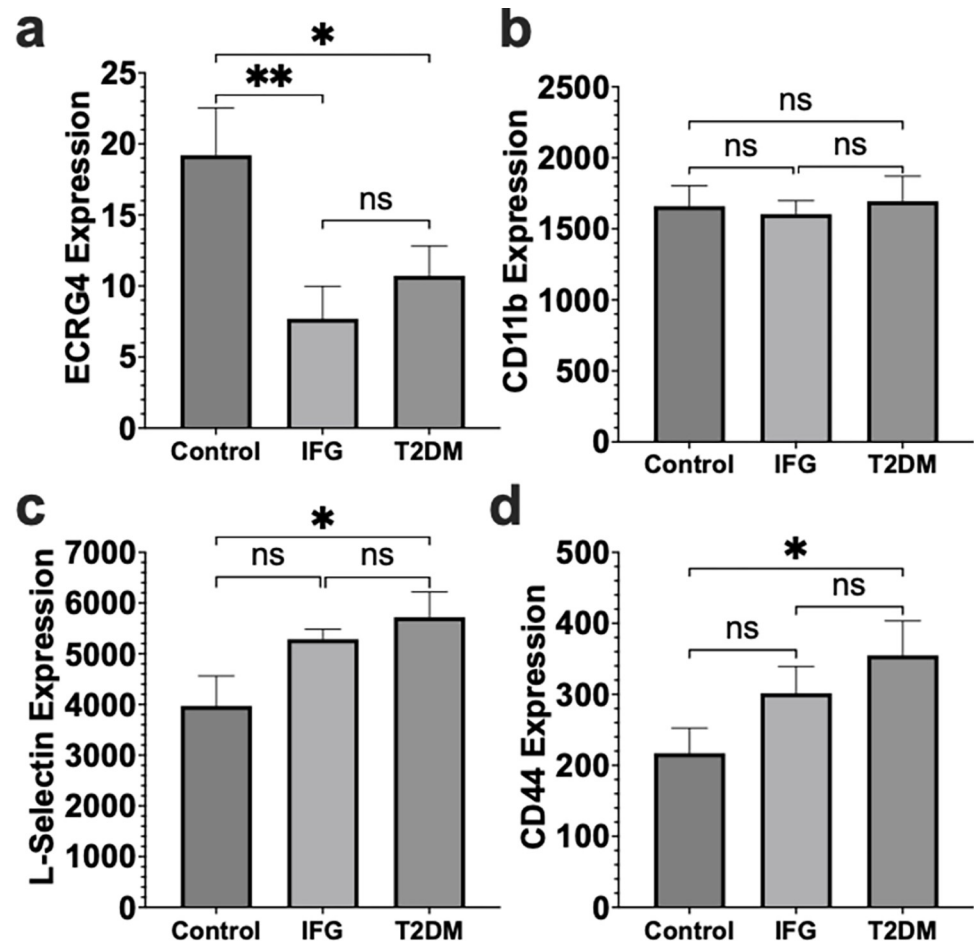 a
*
**
ns
ECRG4 Expression
25
20
15
10
5
0
Control IFG T2DM
b
ns
ns ns
CD11b Expression
2500
2000
1500
1000
500
0
Control IFG T2DM
c
*
ns ns
L-Selectin Expression
7000
6000
5000
4000
3000
2000
1000
0
Control IFG T2DM
d
*
ns
ns
CD44 Expression
500
400
300
200
100
0
Control IFG T2DM